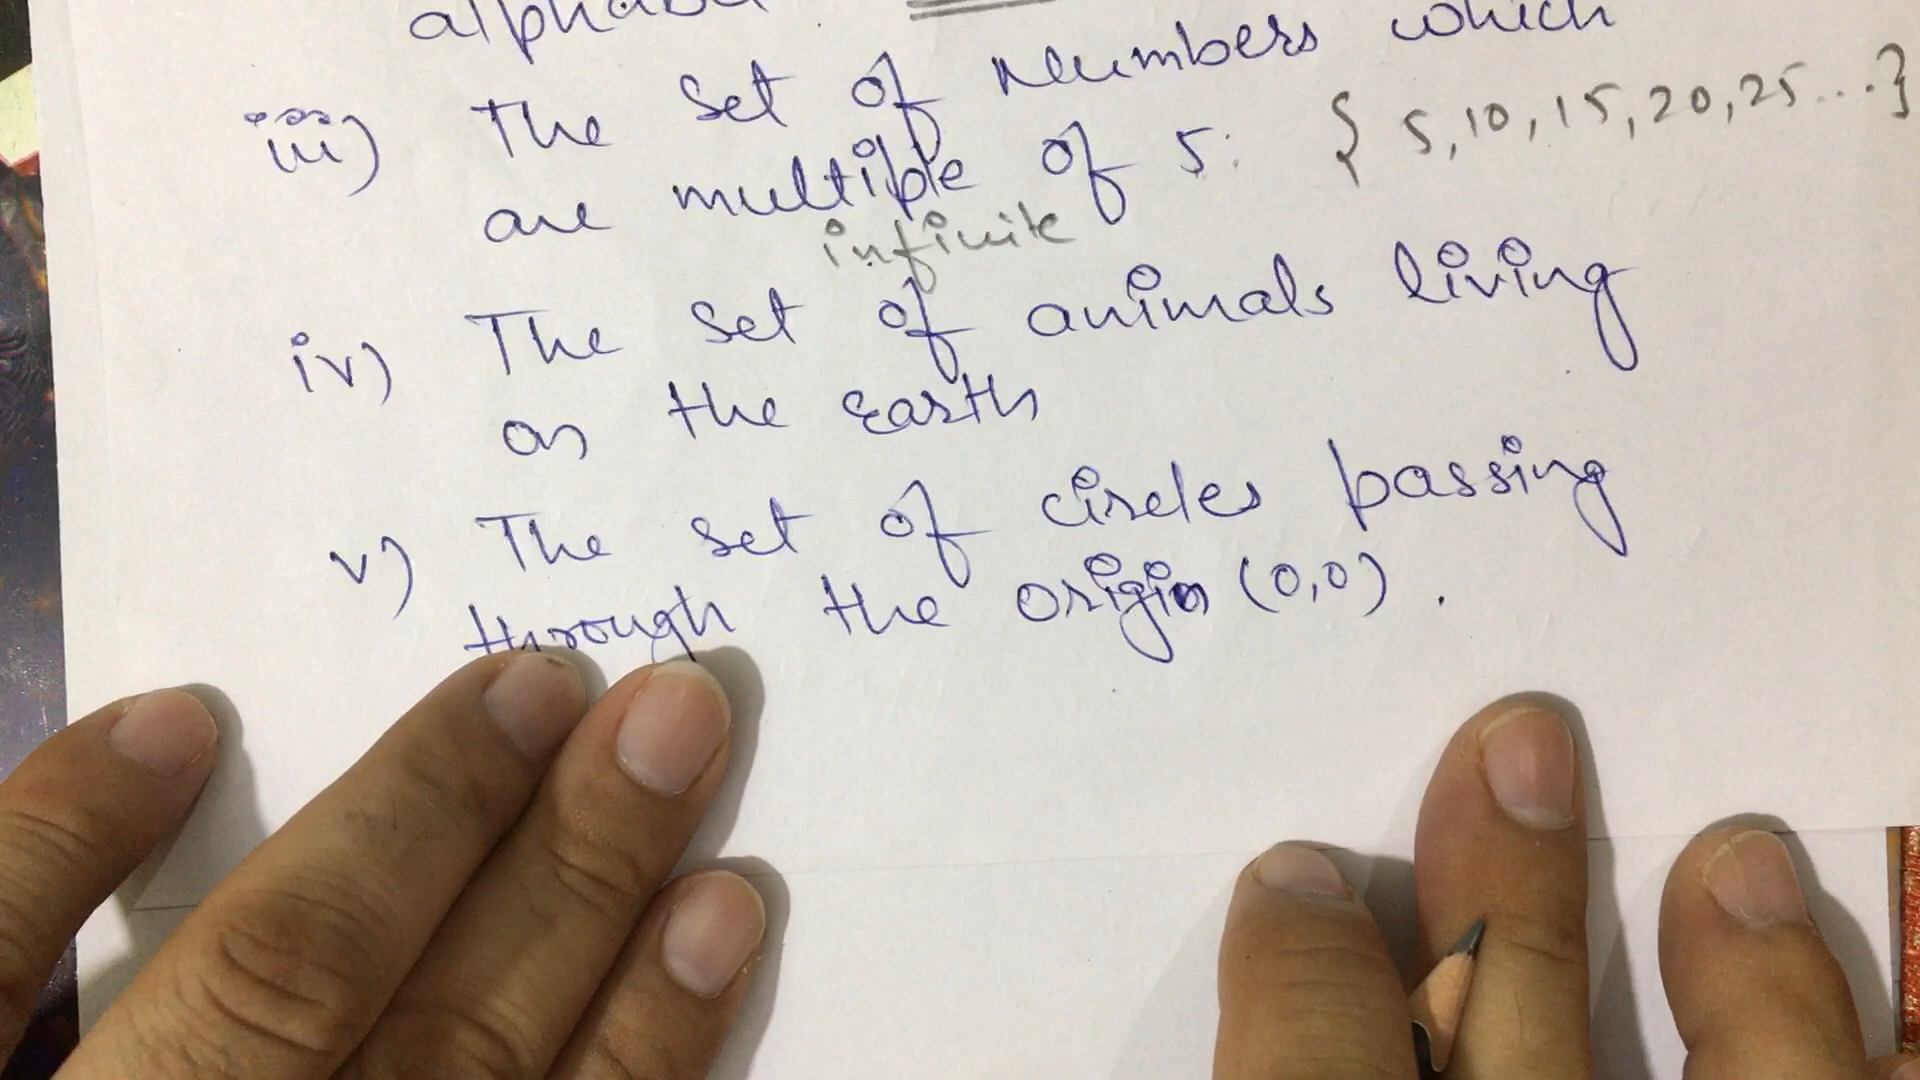 iii) The set of Numbers which
are multiple of 5. { 5, 10, 15, 20, 25 ... }
infinite
iv) The set of animals living
on the Earth
v) The set of circles passing
through the origin (0,0) .